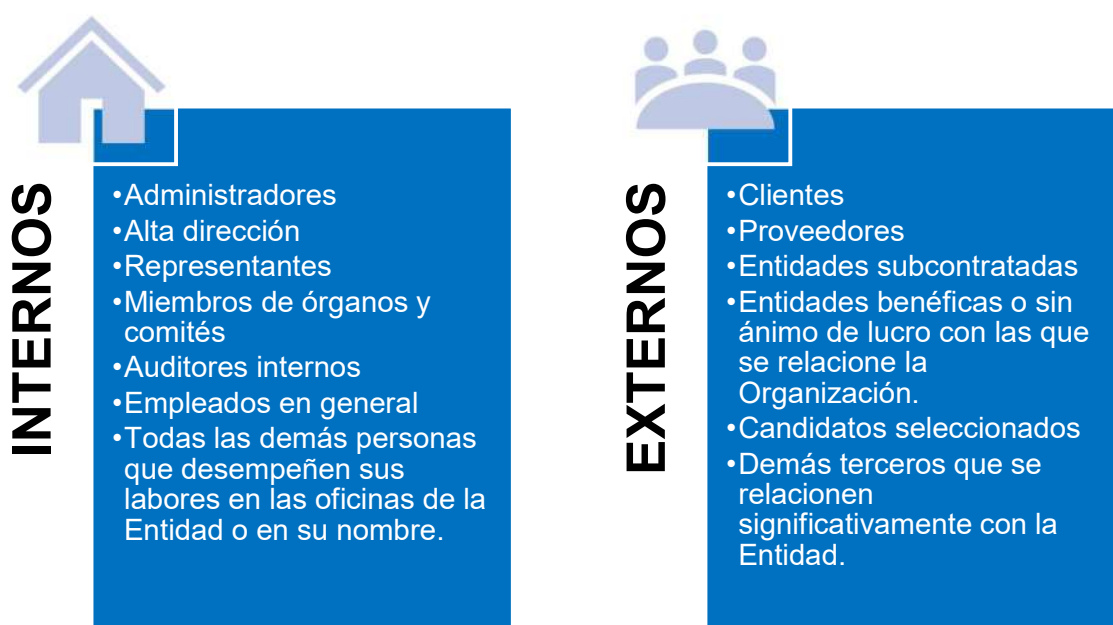 INTERNOS
•Administradores
•Alta dirección
•Representantes
•Miembros de órganos y
comités
•Auditores internos
•Empleados en general
•Todas las demás personas
que desempeñen sus
labores en las oficinas de la
Entidad o en su nombre.
EXTERNOS
•Clientes
•Proveedores
•Entidades subcontratadas
•Entidades benéficas o sin
ánimo de lucro con las que
se relacione la
Organización.
•Candidatos seleccionados
•Demás terceros que se
relacionen
significativamente con la
Entidad.